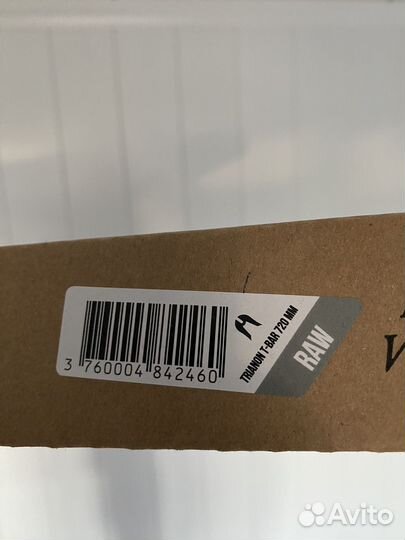 3 760004 842460
TRIANON T-BAR 720 MM
RAW
Avito